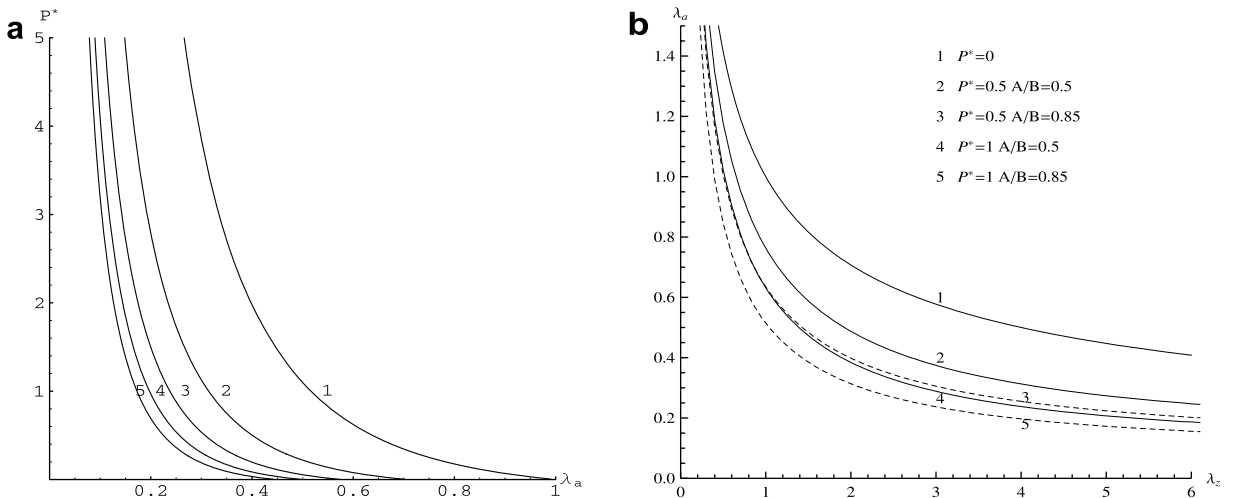 a
P*
5
4
3
2
1
5 4 3 2 1
0.2 0.4 0.6 0.8 1 λa
b
λa
1.4
1.2
1.0
0.8
0.6
0.4
0.2
0.0
1 P*=0
2 P*=0.5 A/B=0.5
3 P*=0.5 A/B=0.85
4 P*=1 A/B=0.5
5 P*=1 A/B=0.85
1
2
3
4
5
0 1 2 3 4 5 6 λz